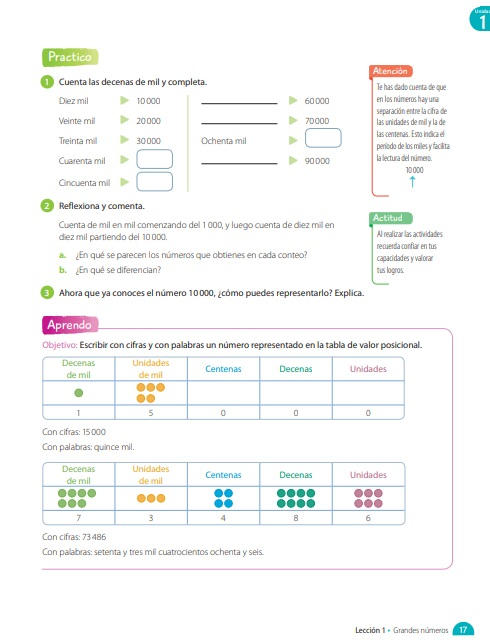 Unidad
1
Practico
1 Cuenta las decenas de mil y completa.
Diez mil 10 000
Veinte mil 20 000
Treinta mil 30 000
Cuarenta mil
Cincuenta mil
60 000
70 000
Ochenta mil
90 000
Atención
Te has dado cuenta de que
en los números hay una
separación entre la cifra de
las unidades de mil y la de
las centenas. Esto indica el
período de los miles y facilita
la lectura del número.
10 000
2 Reflexiona y comenta.
Cuenta de mil en mil comenzando del 1 000, y luego cuenta de diez mil en
diez mil partiendo del 10 000.
a. ¿En qué se parecen los números que obtienes en cada conteo?
b. ¿En qué se diferencian?
Actitud
Al realizar las actividades
recuerda confiar en tus
capacidades y valorar
tus logros.
3 Ahora que ya conoces el número 10 000, ¿cómo puedes representarlo? Explica.
Aprendo
Objetivo: Escribir con cifras y con palabras un número representado en la tabla de valor posicional.
Decenas de mil Unidades de mil Centenas Decenas Unidades
1 5 0 0 0
Con cifras: 15 000
Con palabras: quince mil.
Decenas de mil Unidades de mil Centenas Decenas Unidades
7 3 4 8 6
Con cifras: 73 486
Con palabras: setenta y tres mil cuatrocientos ochenta y seis.
Lección 1 • Grandes números 17